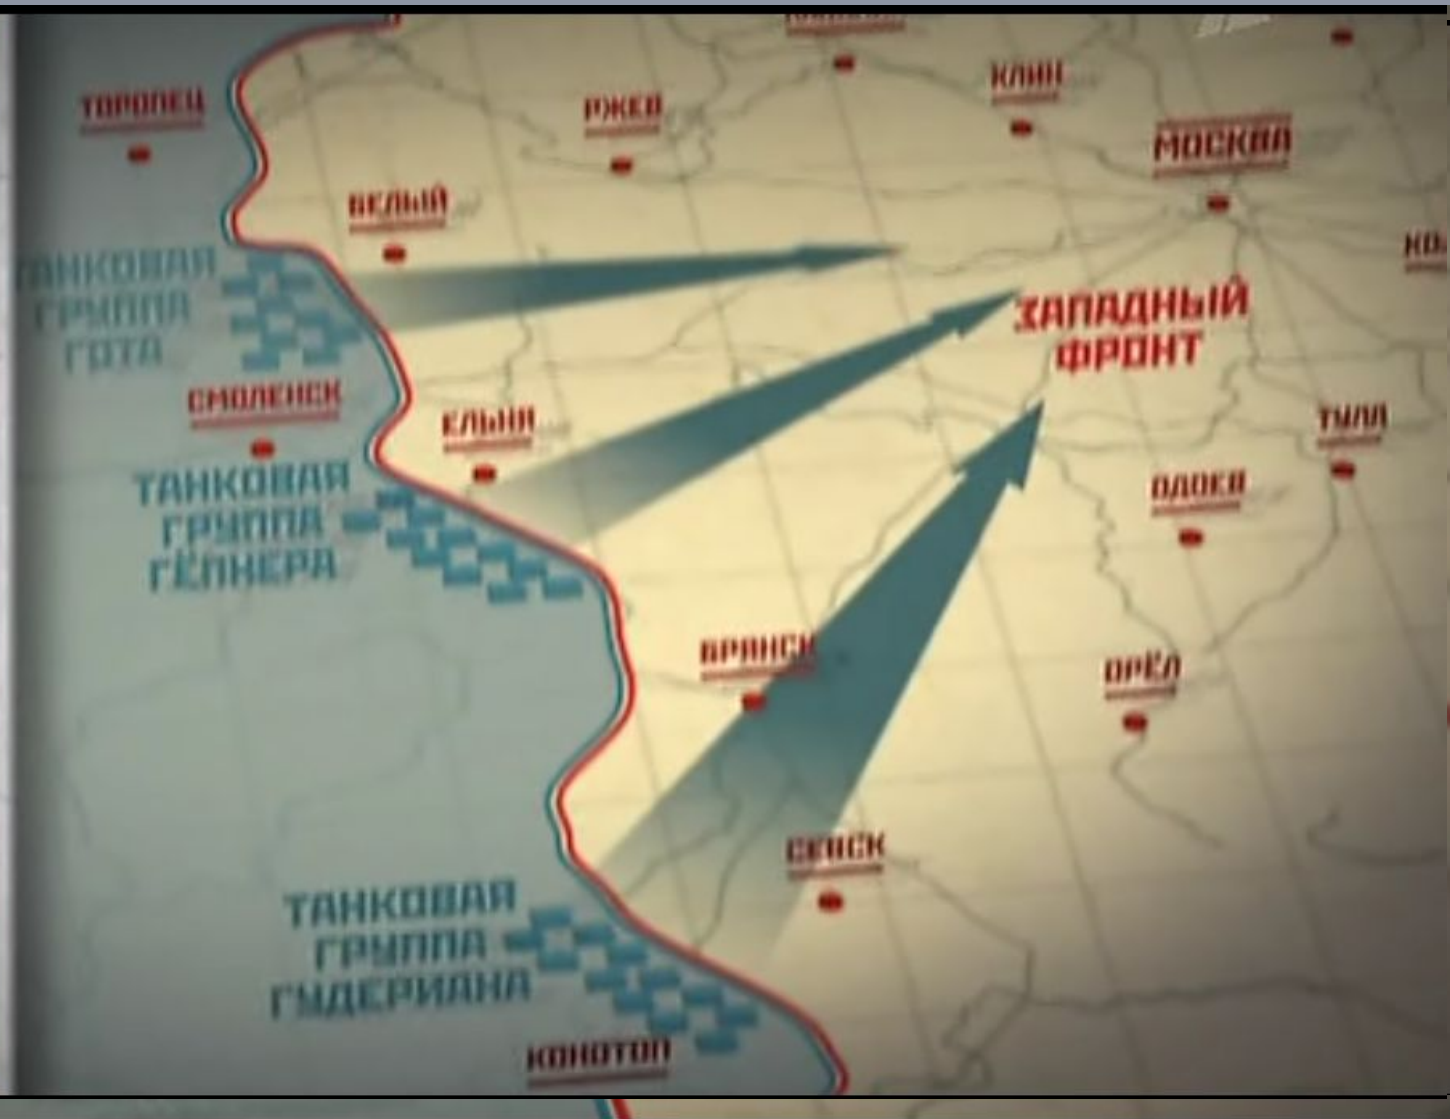 ТОРОПЕЦ
РЖЕВ
КЛИН
МОСКВА
БЕЛЫЙ
ТАНКОВАЯ
ГРУППА
ГОТА
ЗАПАДНЫЙ
ФРОНТ
СМОЛЕНСК
ЕЛЬНЯ
ТУЛА
ТАНКОВАЯ
ГРУППА
ГЁПНЕРА
ОДОЕВ
БРЯНСК
ОРЁЛ
СЕВСК
ТАНКОВАЯ
ГРУППА
ГУДЕРИАНА
КОНОТОП